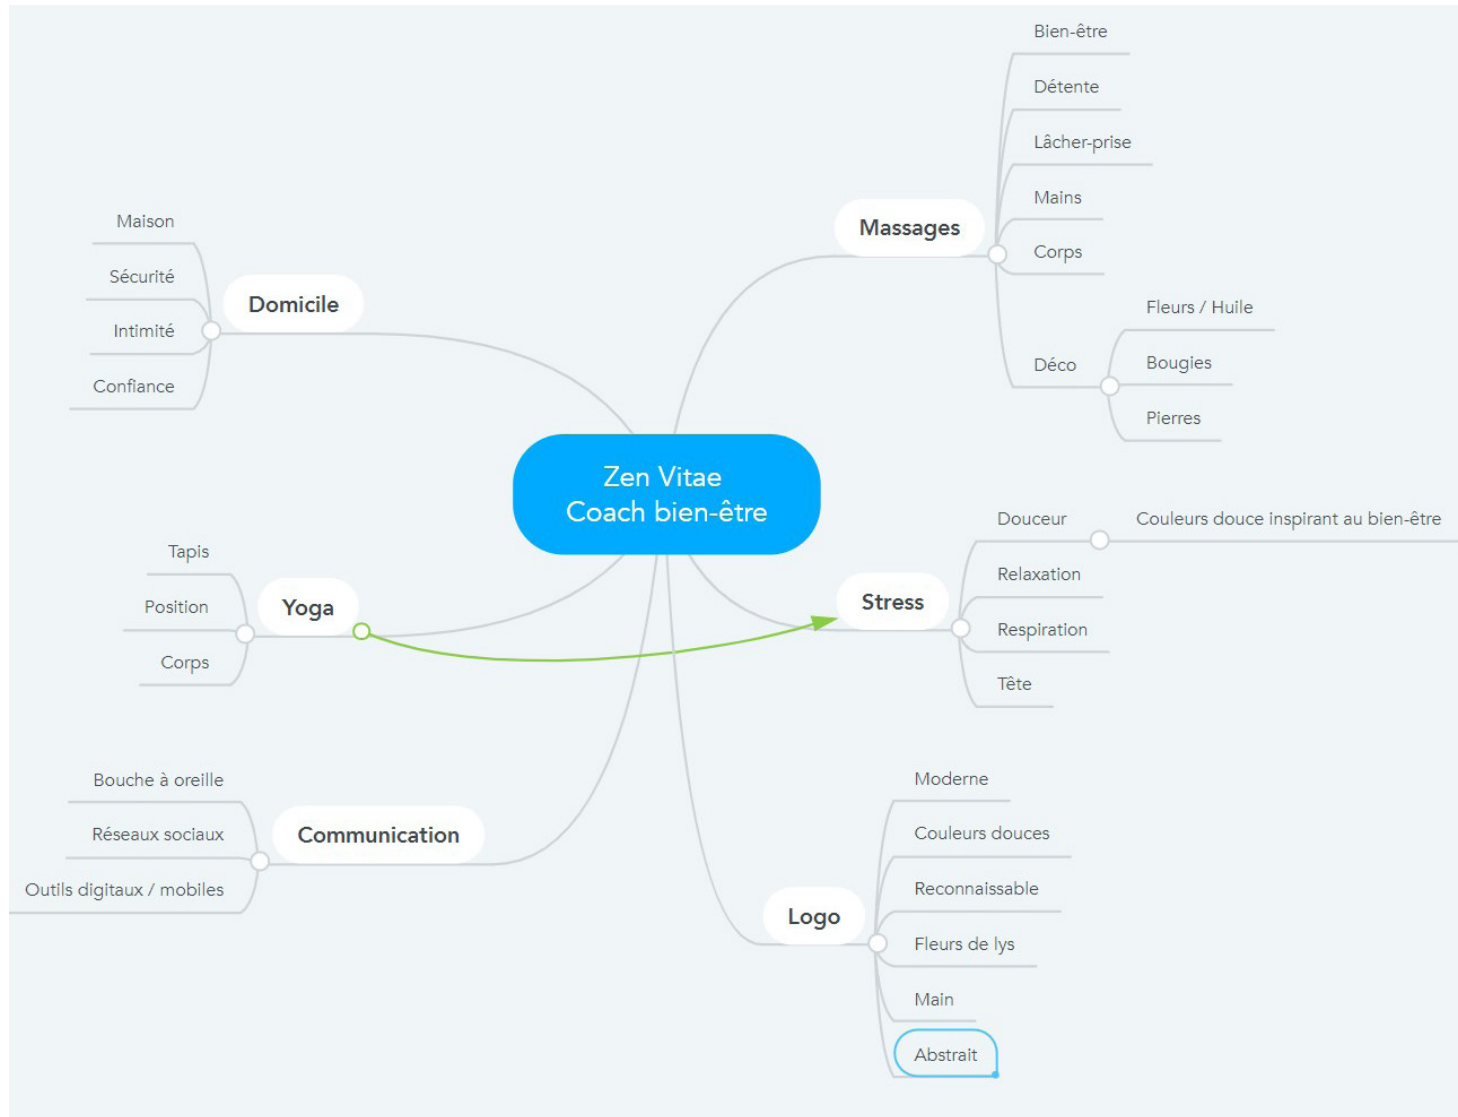 Zen Vitae
Coach bien-être
Massages
Bien-être
Détente
Lâcher-prise
Mains
Corps
Déco
Fleurs / Huile
Bougies
Pierres
Stress
Douceur
Couleurs douce inspirant au bien-être
Relaxation
Respiration
Tête
Logo
Moderne
Couleurs douces
Reconnaissable
Fleurs de lys
Main
Abstrait
Domicile
Maison
Sécurité
Intimité
Confiance
Yoga
Tapis
Position
Corps
Communication
Bouche à oreille
Réseaux sociaux
Outils digitaux / mobiles